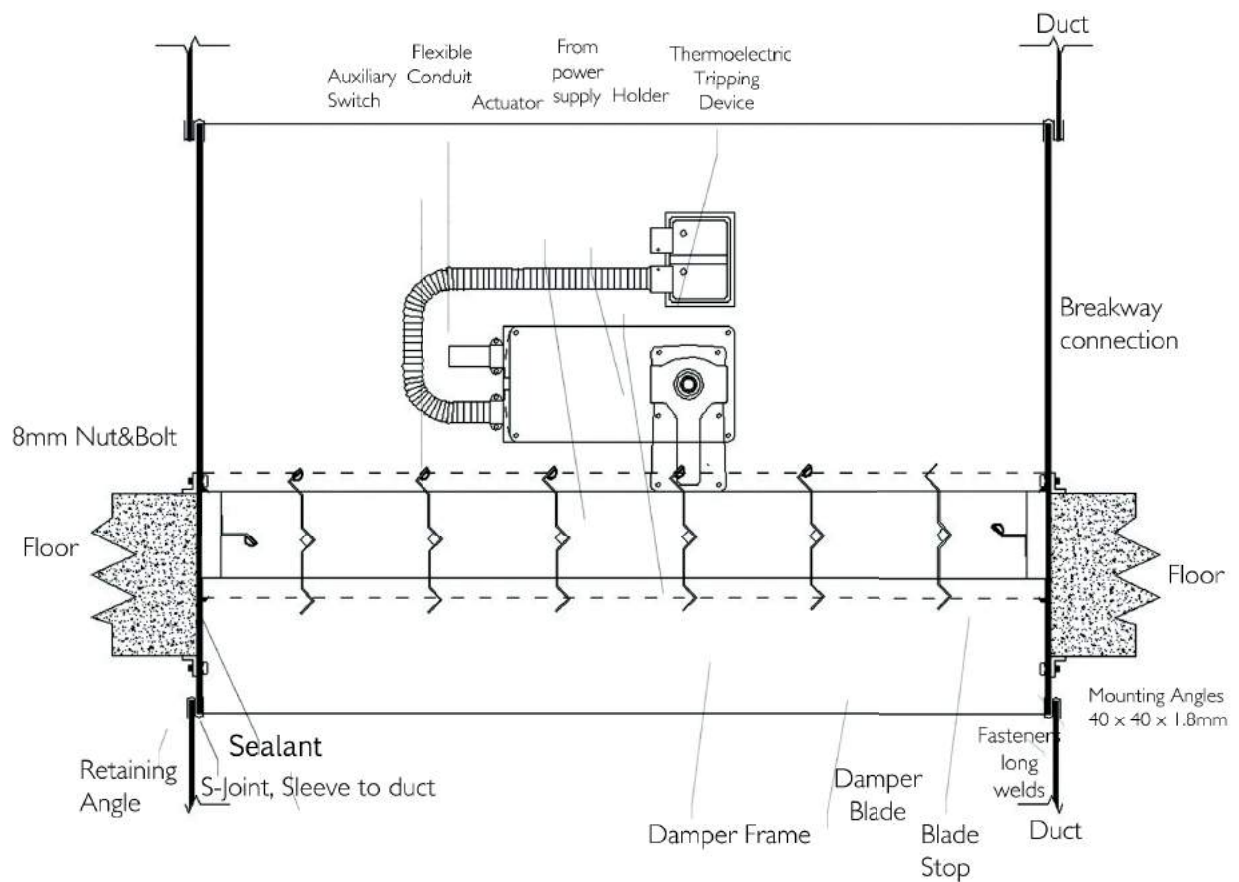 Duct
Flexible
Conduit
Auxiliary
Switch
Actuator
From
power
supply
Holder
Thermoelectric
Tripping
Device
Breakway
connection
8mm Nut&Bolt
Floor
Floor
Mounting Angles
40 x 40 x 1.8mm
Sealant
Retaining
Angle
S-Joint, Sleeve to duct
Fasteners
long
welds
Damper
Blade
Damper Frame
Blade
Stop
Duct